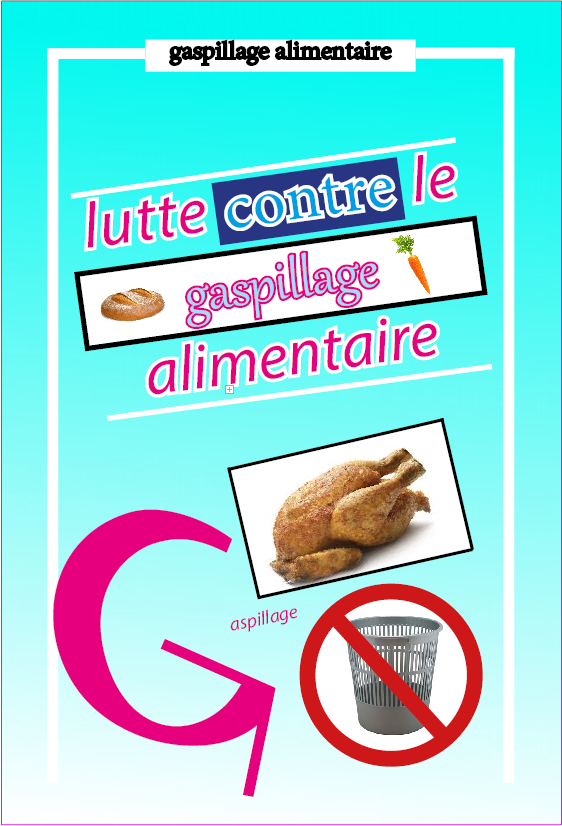 gaspillage alimentaire
lutte contre le
gaspillage
alimentaire
G
aspillage